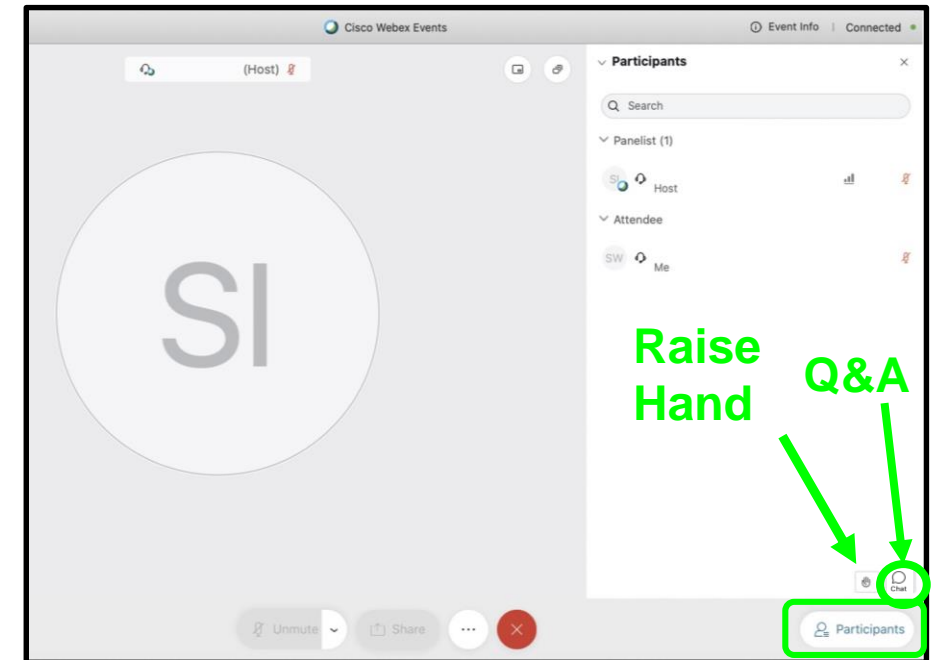 Cisco Webex Events
Event Info | Connected
(Host)
Participants
Search
Panelist (1)
SI Host
Attendee
SW Me
SI
Raise
Hand
Q&A
Chat
Unmute
Share
Participants